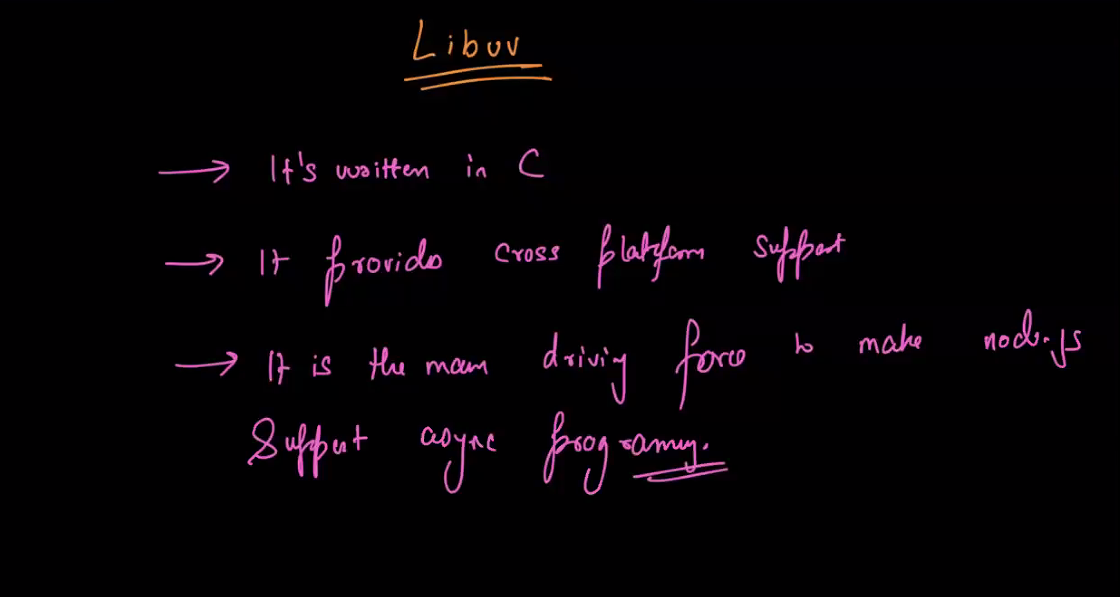 Libuv
→ It's written in C
→ It provides cross platform support
→ It is the main driving force to make node.js
Support async programing.